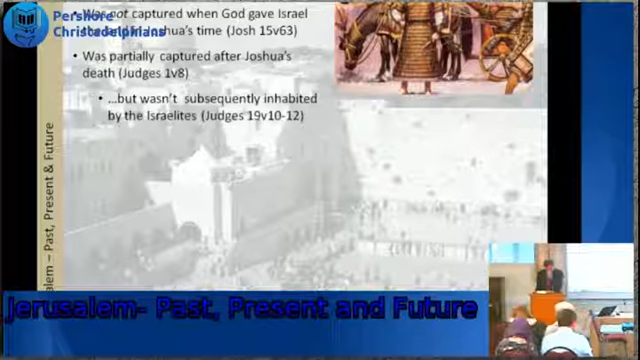 Pershore
Christadelphians
• Was not captured when God gave Israel
Joshua's time (Josh 15v63)
• Was partially captured after Joshua's
death (Judges 1v8)
• ...but wasn't subsequently inhabited
by the Israelites (Judges 19v10-12)
– Past, Present & Future
Jerusalem- Past, Present and Future